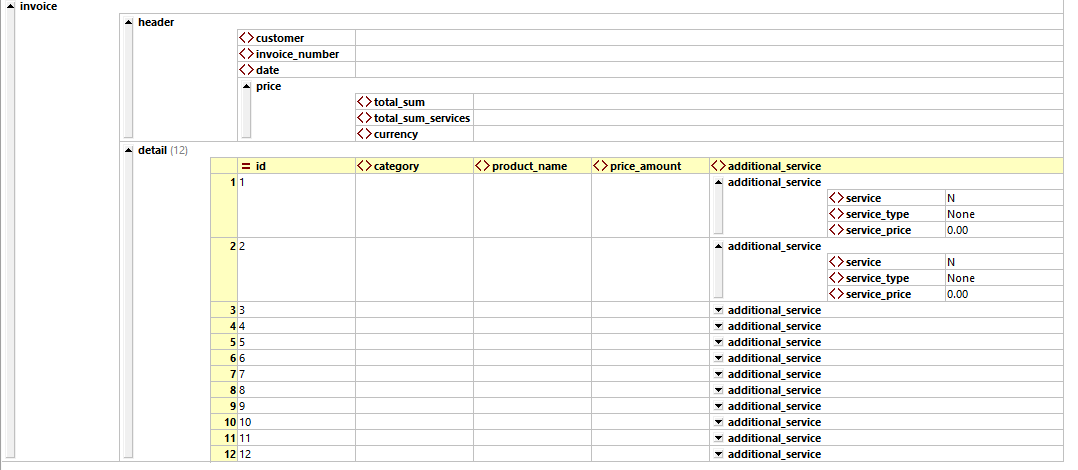 invoice
header
<> customer
<> invoice_number
<> date
price
<> total_sum
<> total_sum_services
<> currency
detail (12)
= id <> category <> product_name <> price_amount <> additional_service
1 1 additional_service
<> service N
<> service_type None
<> service_price 0.00
2 2 additional_service
<> service N
<> service_type None
<> service_price 0.00
3 3 additional_service
4 4 additional_service
5 5 additional_service
6 6 additional_service
7 7 additional_service
8 8 additional_service
9 9 additional_service
10 10 additional_service
11 11 additional_service
12 12 additional_service